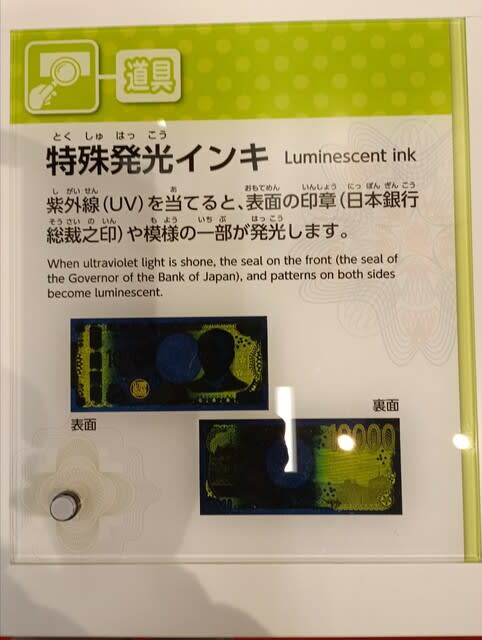 道具
とくしゅはっこう
特殊発光インキ Luminescent ink
しがいせん あ おもてめん いんしょう にっぽんぎんこう
紫外線(UV)を当てると、表面の印章(日本銀行
そうさいのいん もよう いちぶ はっこう
総裁之印)や模様の一部が発光します。
When ultraviolet light is shone, the seal on the front (the seal of
the Governor of the Bank of Japan), and patterns on both sides
become luminescent.
表面
裏面
10000